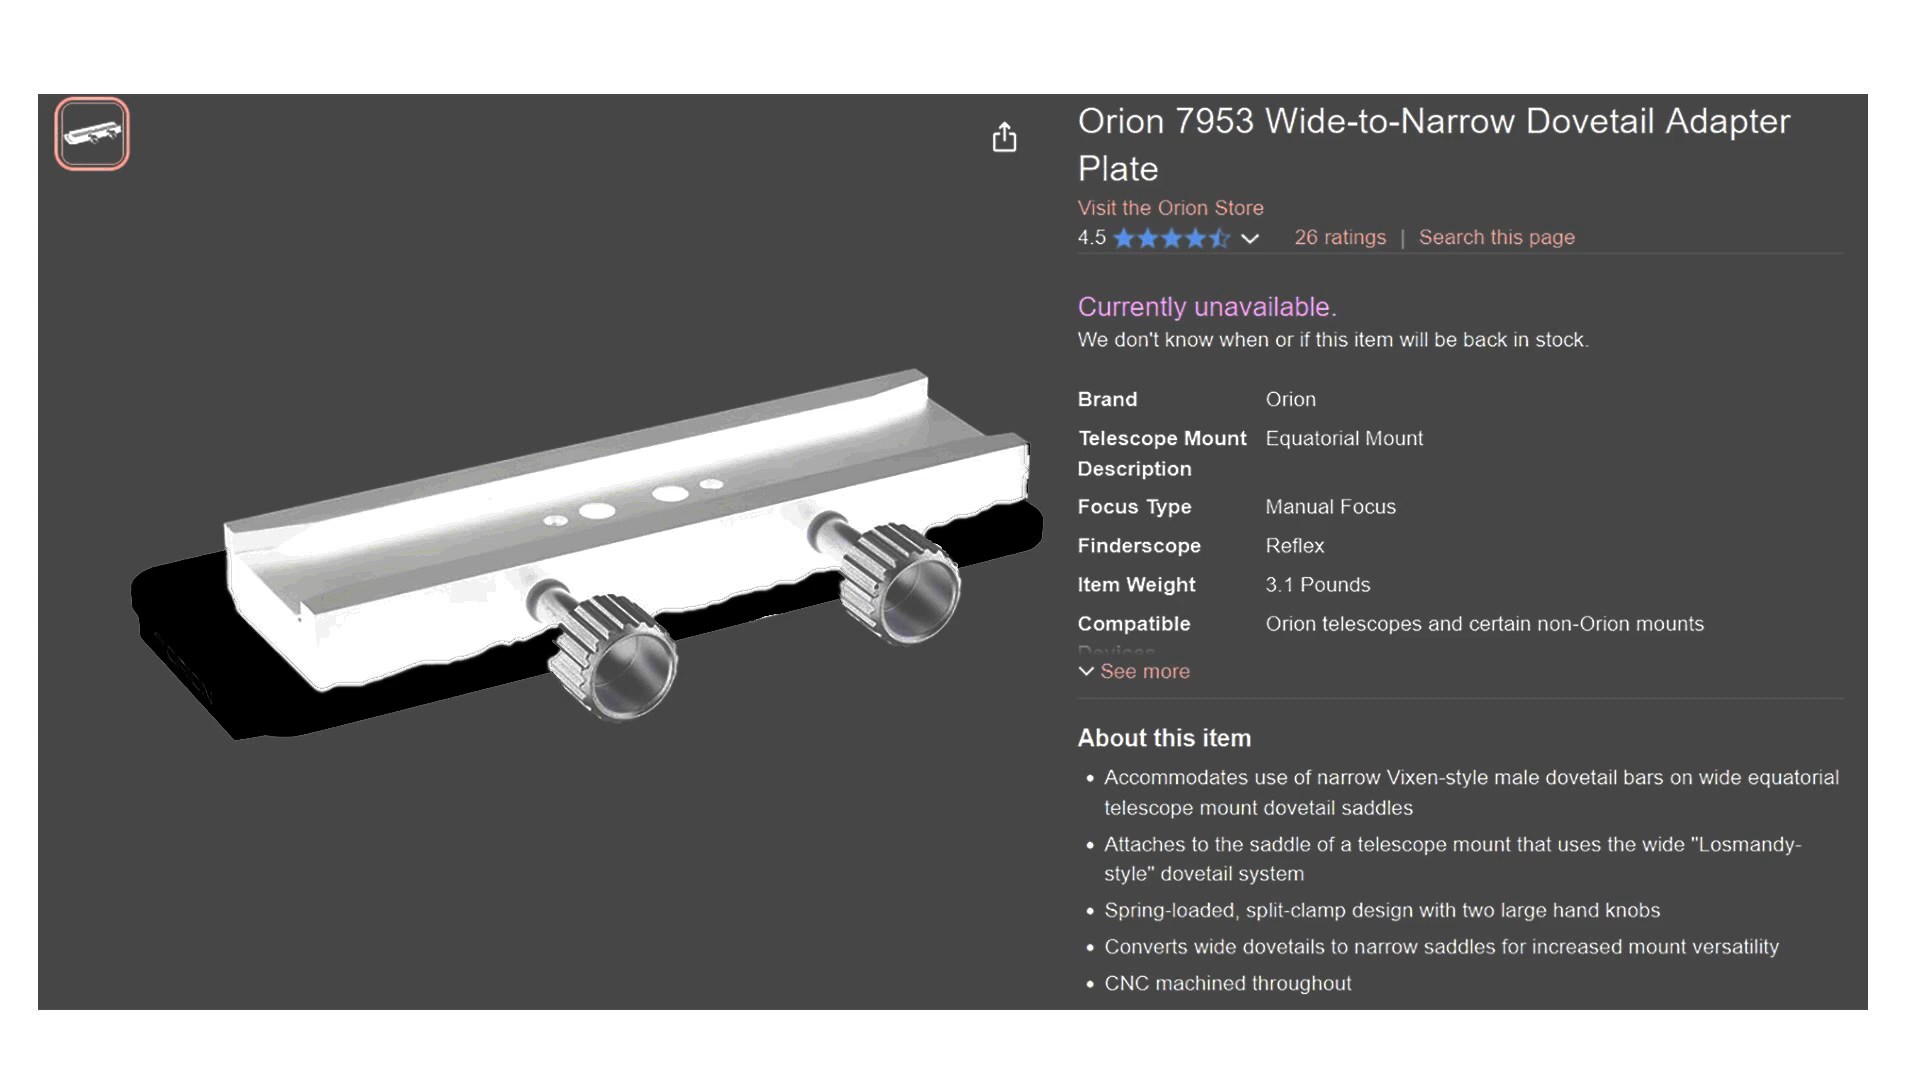 Orion 7953 Wide-to-Narrow Dovetail Adapter
Plate
Visit the Orion Store
4.5 26 ratings | Search this page
Currently unavailable.
We don't know when or if this item will be back in stock.
Brand Orion
Telescope Mount Equatorial Mount
Description
Focus Type Manual Focus
Finderscope Reflex
Item Weight 3.1 Pounds
Compatible Orion telescopes and certain non-Orion mounts
Devices
See more
About this item
• Accommodates use of narrow Vixen-style male dovetail bars on wide equatorial
telescope mount dovetail saddles
• Attaches to the saddle of a telescope mount that uses the wide "Losmandy-
style" dovetail system
• Spring-loaded, split-clamp design with two large hand knobs
• Converts wide dovetails to narrow saddles for increased mount versatility
• CNC machined throughout